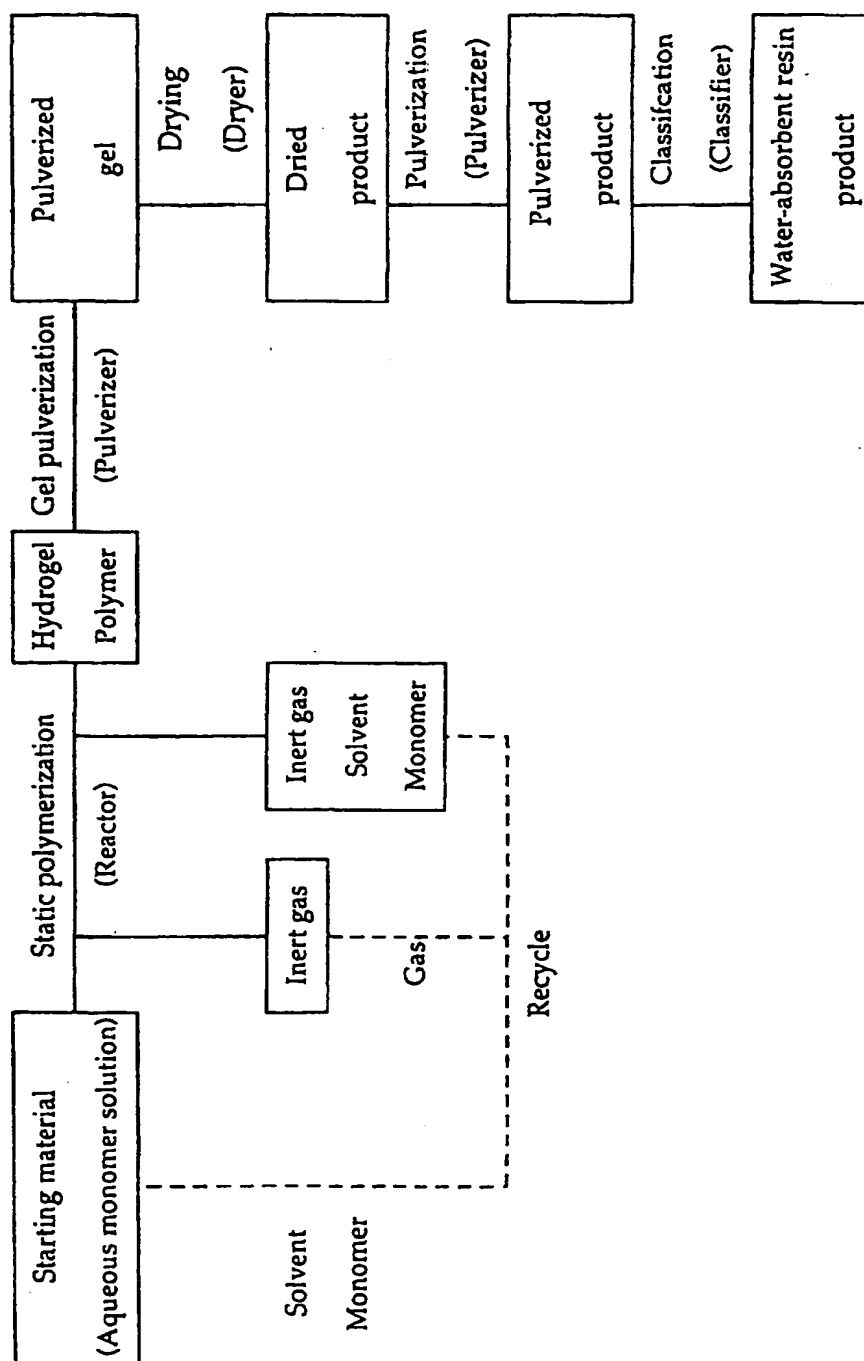 Starting material
(Aqueous monomer solution)
Static polymerization
(Reactor)
Hydrogel
Polymer
Gel pulverization
(Pulverizer)
Pulverized
gel
Solvent
Monomer
Inert gas
Gas
Inert gas
Solvent
Monomer
Recycle
Drying
(Dryer)
Dried
product
Pulverization
(Pulverizer)
Pulverized
product
Classifcation
(Classifier)
Water-absorbent resin
product